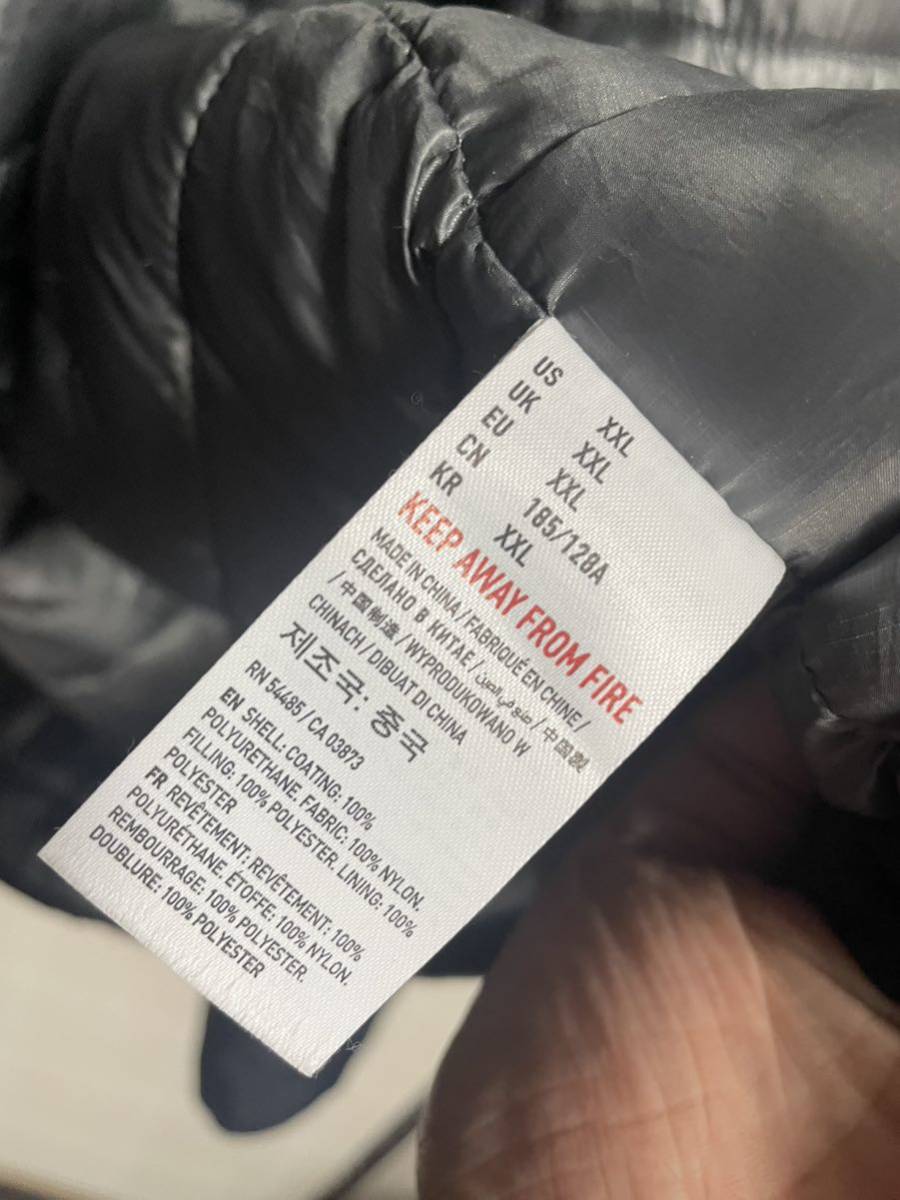 US XXL
UK XXL
EU XXL
CN 185/128A
KR XXL
KEEP AWAY FROM FIRE
MADE IN CHINA / FABRIQUÉ EN CHINE /
СДЕЛАНО В КИТАЕ / صنع في الصين / 中国製
/ 中国制造 / WYPRODUKOWANO W
CHINACH / DIBUAT DI CHINA
제조국: 중국
RN 54485 / CA 03873
EN SHELL: COATING: 100%
POLYURETHANE. FABRIC: 100% NYLON.
FILLING: 100% POLYESTER. LINING: 100%
POLYESTER
FR REVÊTEMENT: REVÊTEMENT: 100%
POLYURÉTHANE. ÉTOFFE: 100% NYLON.
REMBOURRAGE: 100% POLYESTER.
DOUBLURE: 100% POLYESTER